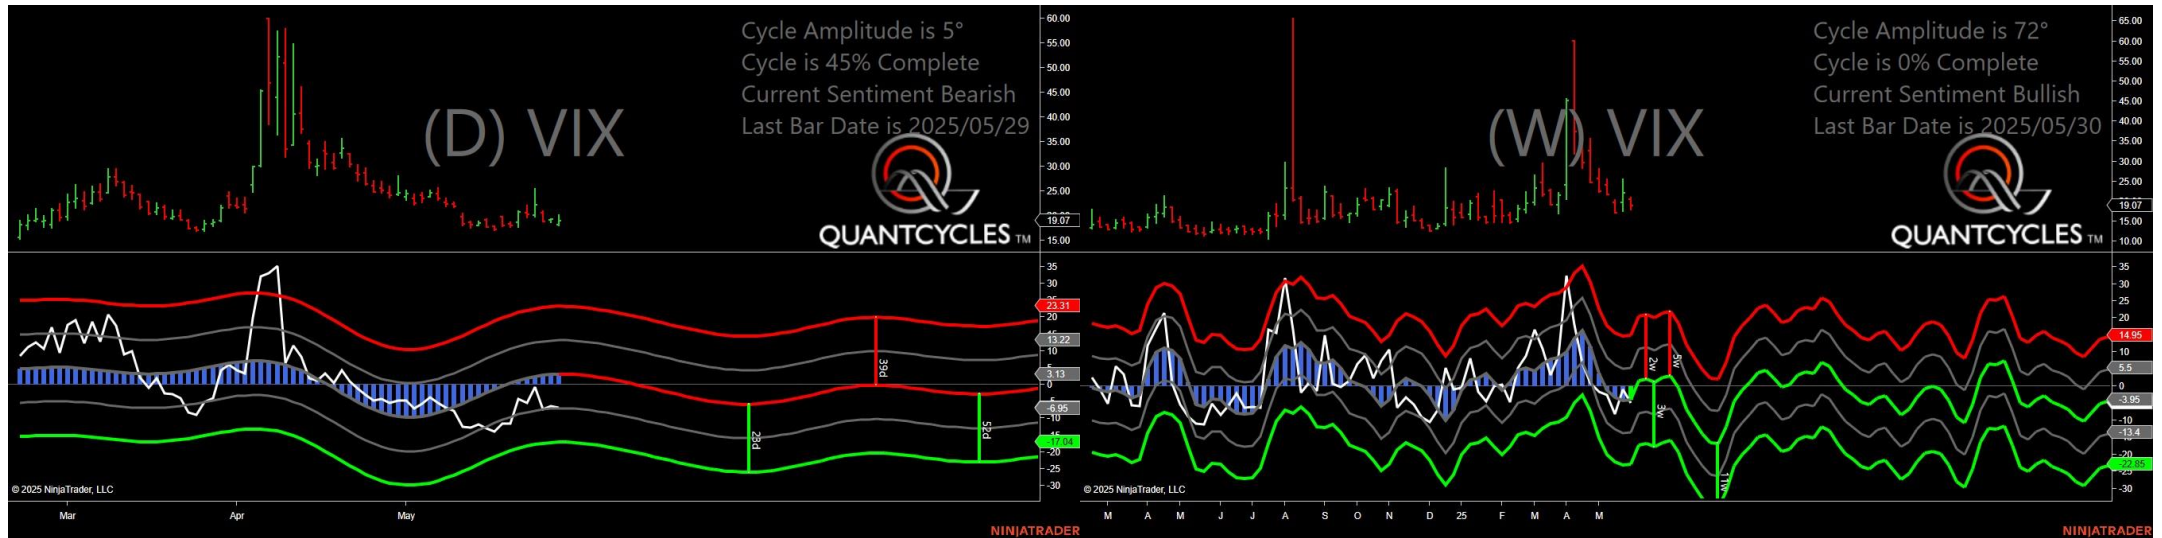 Cycle Amplitude is 5°
Cycle is 45% Complete
Current Sentiment Bearish
Last Bar Date is 2025/05/29
(D) VIX
QUANTCYCLES TM
60.00
55.00
50.00
45.00
40.00
35.00
30.00
25.00
19.07
15.00
35
30
23.31
20
13.22
10
3.13
0
-6.95
-10
-17.04
-20
-25
-30
39d
28d
52d
© 2025 NinjaTrader, LLC
Mar
Apr
May
NINJATRADER
Cycle Amplitude is 72°
Cycle is 0% Complete
Current Sentiment Bullish
Last Bar Date is 2025/05/30
(W) VIX
QUANTCYCLES TM
65.00
60.00
55.00
50.00
45.00
40.00
35.00
30.00
25.00
19.07
15.00
10.00
35
30
25
20
14.95
10
5.5
0
-3.95
-10
-13.4
-20
-22.85
-30
2w
5w
3w
11w
© 2025 NinjaTrader, LLC
M A M J J A S O N D 25 F M A M
NINJATRADER